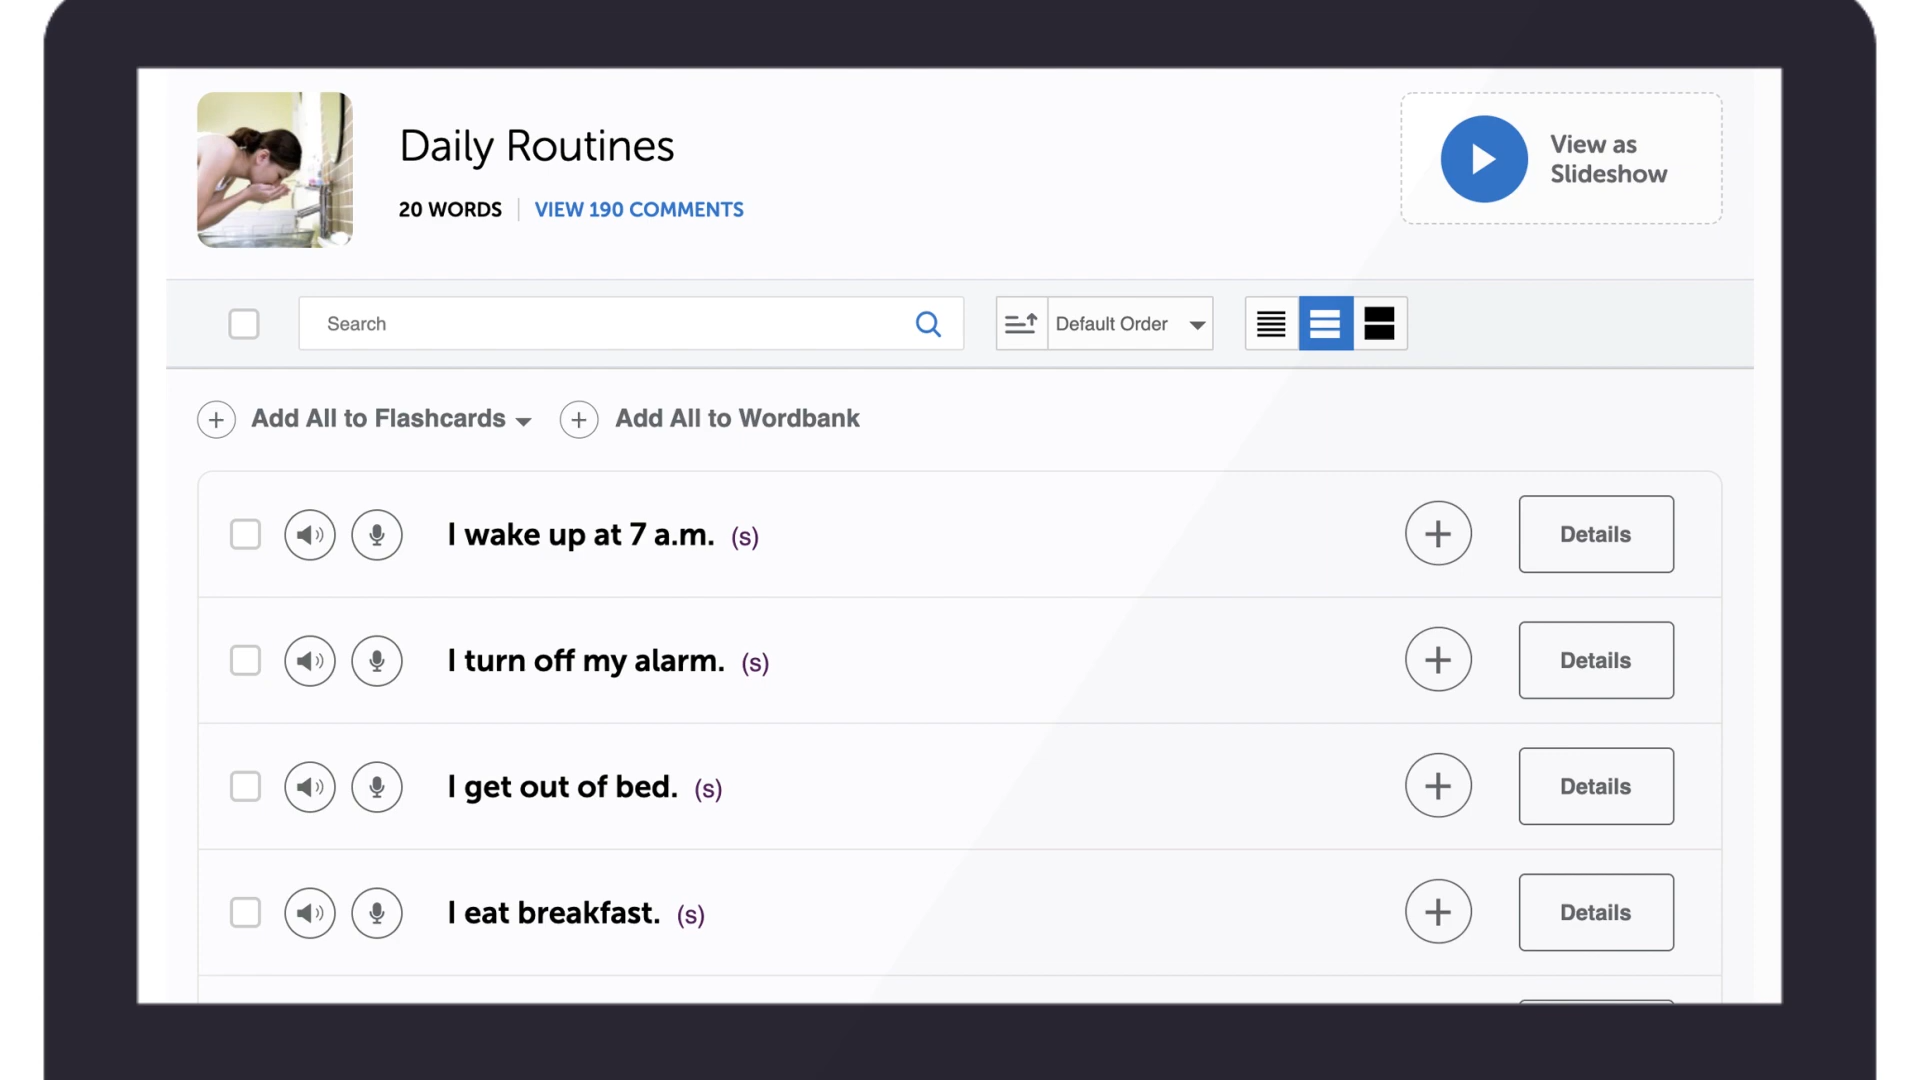 Daily Routines
20 WORDS VIEW 190 COMMENTS
View as
Slideshow
Search
Default Order
Add All to Flashcards
Add All to Wordbank
I wake up at 7 a.m. (s)
Details
I turn off my alarm. (s)
Details
I get out of bed. (s)
Details
I eat breakfast. (s)
Details